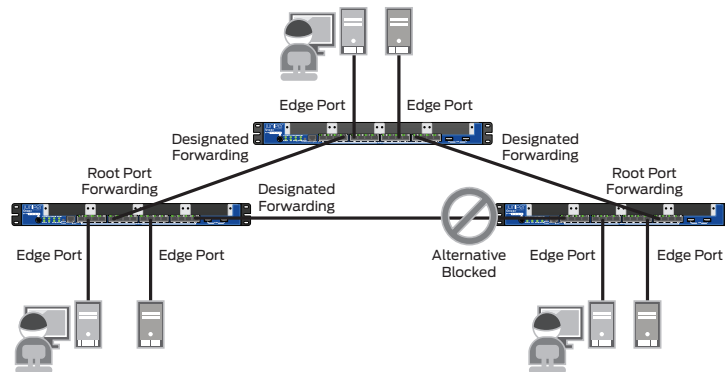 Edge Port
Edge Port
Designated
Forwarding
Designated
Forwarding
Root Port
Forwarding
Root Port
Forwarding
Designated
Forwarding
Edge Port
Edge Port
Alternative
Blocked
Edge Port
Edge Port